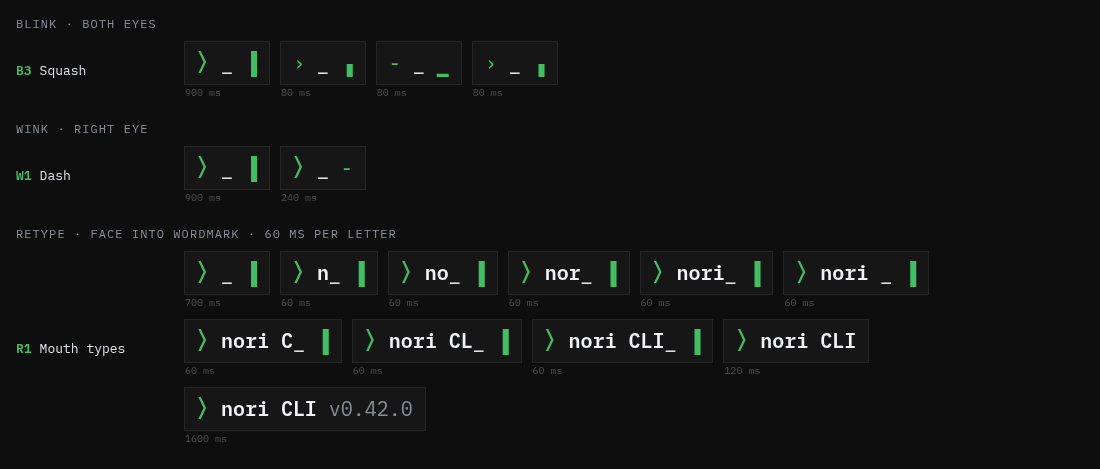 BLINK · BOTH EYES
B3 Squash
〉 _ ▐
› _ ▗
- _ ▂
› _ ▗
900 ms
80 ms
80 ms
80 ms
WINK · RIGHT EYE
W1 Dash
〉 _ ▐
〉 _ -
900 ms
240 ms
RETYPE · FACE INTO WORDMARK · 60 MS PER LETTER
〉 _ ▐
〉 n_ ▐
〉 no_ ▐
〉 nor_ ▐
〉 nori_ ▐
〉 nori _ ▐
700 ms
60 ms
60 ms
60 ms
60 ms
60 ms
R1 Mouth types
〉 nori C_ ▐
〉 nori CL_ ▐
〉 nori CLI_ ▐
〉 nori CLI
60 ms
60 ms
60 ms
120 ms
〉 nori CLI v0.42.0
1600 ms